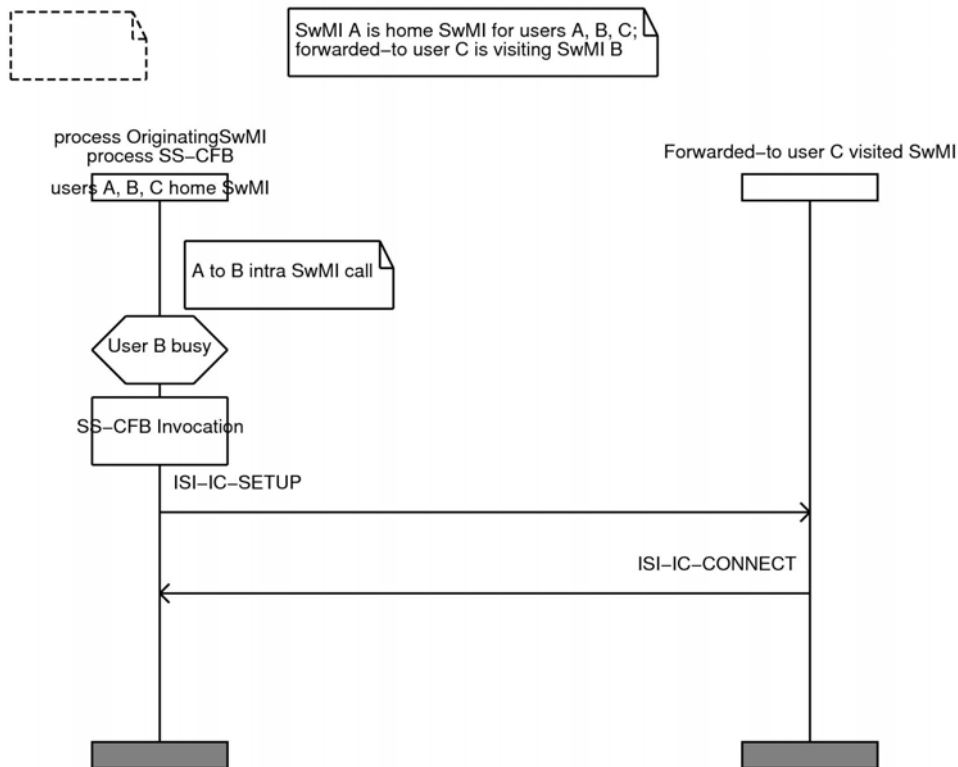 SwMI A is home SwMI for users A, B, C;
forwarded–to user C is visiting SwMI B
process OriginatingSwMI
process SS–CFB
users A, B, C home SwMI
Forwarded–to user C visited SwMI
A to B intra SwMI call
User B busy
SS–CFB Invocation
ISI–IC–SETUP
ISI–IC–CONNECT